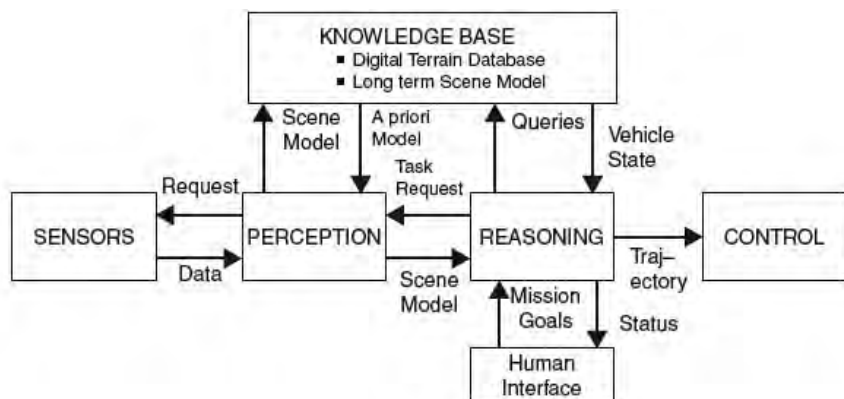 KNOWLEDGE BASE
▪ Digital Terrain Database
▪ Long term Scene Model
Scene
Model
A priori
Model
Queries
Vehicle
State
Request
Task
Request
SENSORS
PERCEPTION
REASONING
CONTROL
Data
Scene
Model
Traj–
ectory
Mission
Goals
Status
Human
Interface